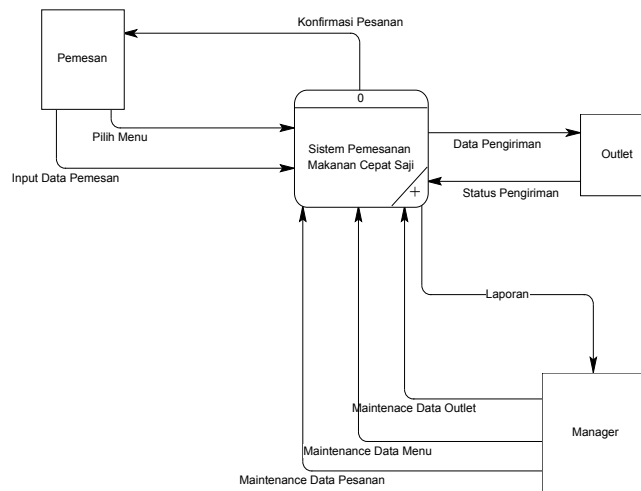 Konfirmasi Pesanan
Pemesan
0
Pilih Menu
Sistem Pemesanan
Makanan Cepat Saji
Data Pengiriman
Outlet
Input Data Pemesan
Status Pengiriman
+
Laporan
Maintenace Data Outlet
Manager
Maintenance Data Menu
Maintenance Data Pesanan